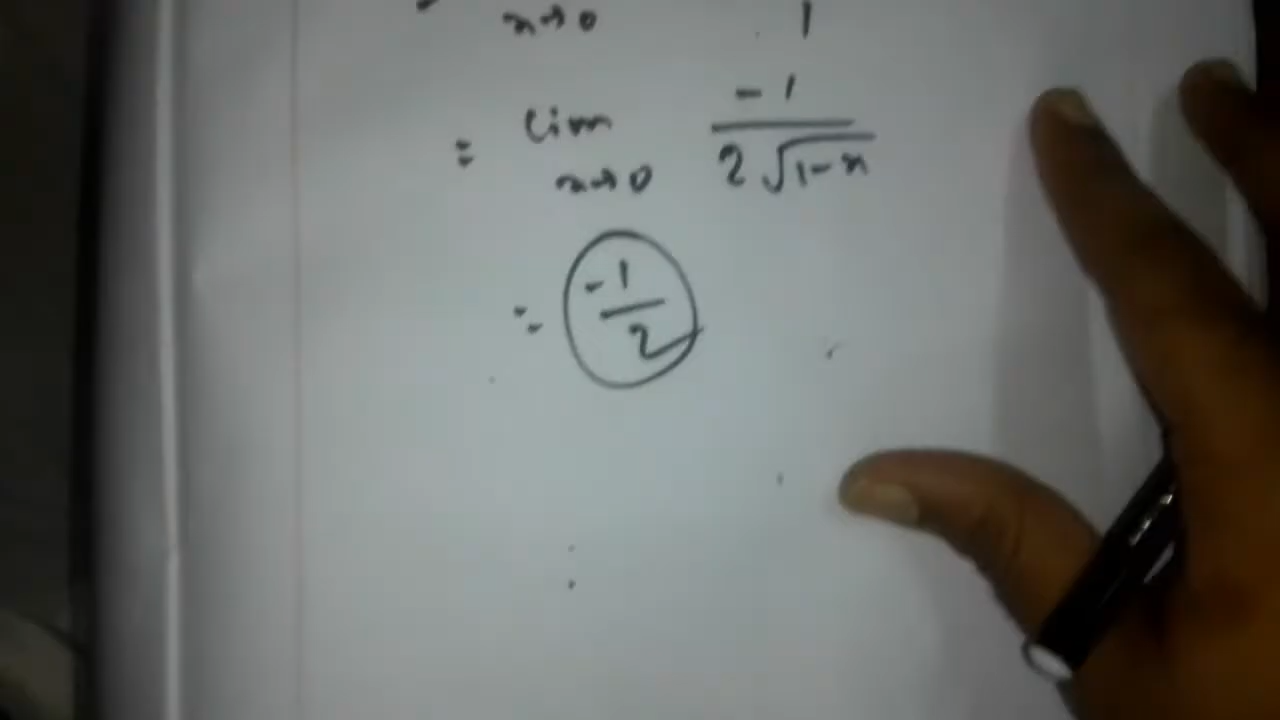 x→0 1
= lim -1
x→0 2√1-x
= -1
2